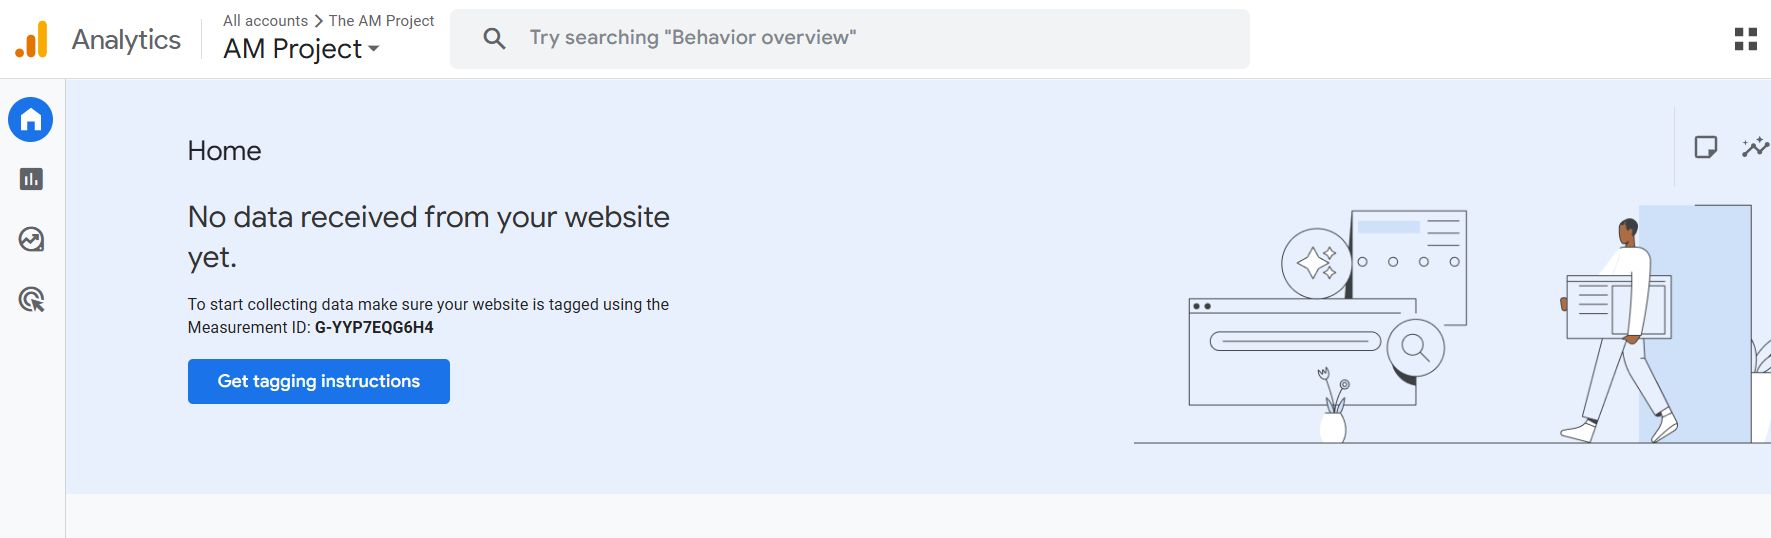 Analytics
All accounts > The AM Project
AM Project
Try searching "Behavior overview"
Home
No data received from your website
yet.
To start collecting data make sure your website is tagged using the
Measurement ID: G-YYP7EQG6H4
Get tagging instructions